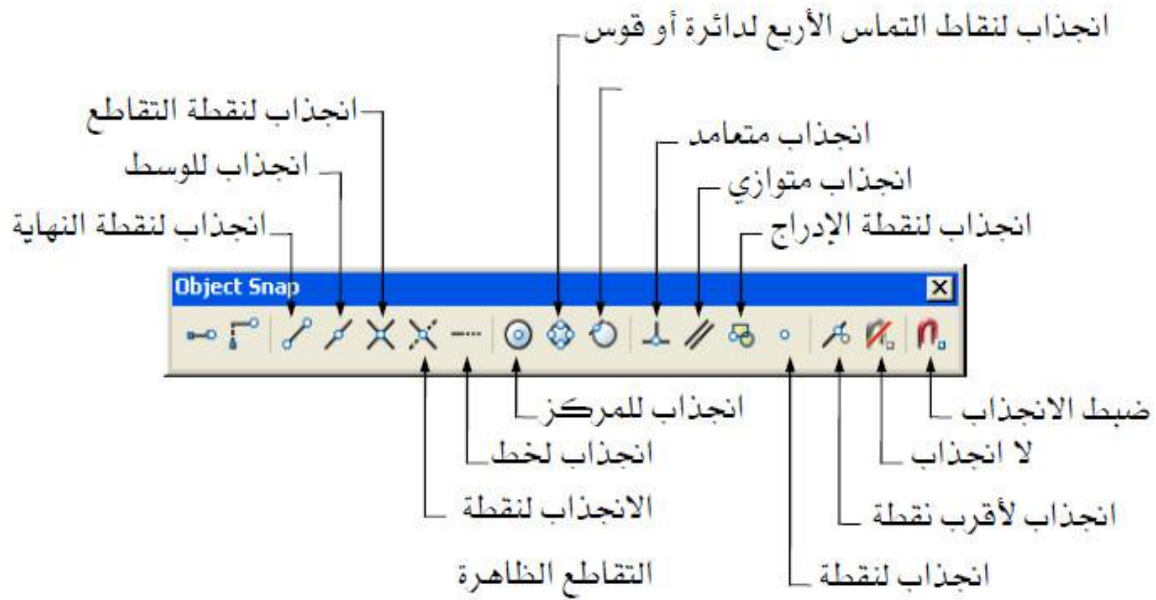 انجذاب لنقاط التماس الأربع لدائرة أو قوس
انجذاب لنقطة التقاطع
انجذاب متعامد
انجذاب للوسط
انجذاب متوازي
انجذاب لنقطة النهاية
انجذاب لنقطة الإدراج
Object Snap
انجذاب للمركز
ضبط الانجذاب
انجذاب لخط
لا انجذاب
الانجذاب لنقطة
التقاطع الظاهرة
انجذاب لأقرب نقطة
انجذاب لنقطة